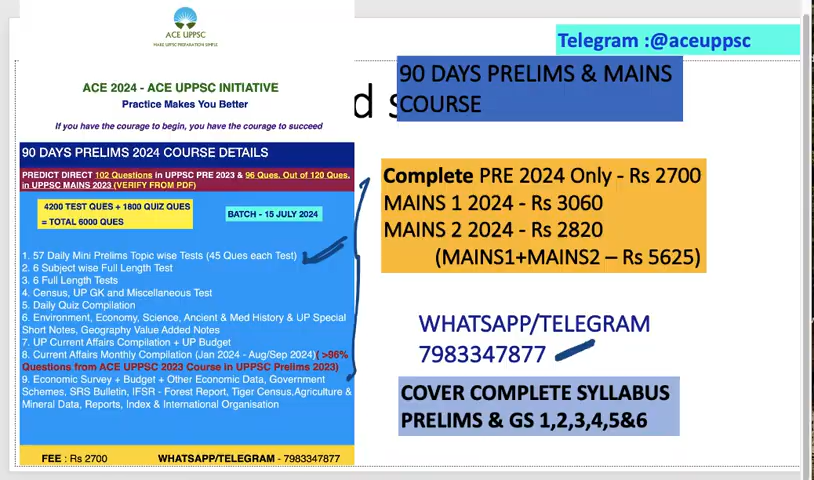 ACE UPPSC
MAKE UPPSC PREPARATION SIMPLE
ACE 2024 - ACE UPPSC INITIATIVE
Practice Makes You Better
If you have the courage to begin, you have the courage to succeed
90 DAYS PRELIMS 2024 COURSE DETAILS
PREDICT DIRECT 102 Questions in UPPSC PRE 2023 & 96 Ques. Out of 120 Ques.
in UPPSC MAINS 2023 (VERIFY FROM PDF)
4200 TEST QUES + 1800 QUIZ QUES
= TOTAL 6000 QUES
BATCH - 15 JULY 2024
1. 57 Daily Mini Prelims Topic wise Tests (45 Ques each Test)
2. 6 Subject wise Full Length Test
3. 6 Full Length Tests
4. Census, UP GK and Miscellaneous Test
5. Daily Quiz Compilation
6. Environment, Economy, Science, Ancient & Med History & UP Special
Short Notes, Geography Value Added Notes
7. UP Current Affairs Compilation + UP Budget
8. Current Affairs Monthly Compilation (Jan 2024 - Aug/Sep 2024)( >96%
Questions from ACE UPPSC 2023 Course in UPPSC Prelims 2023)
9. Economic Survey + Budget + Other Economic Data, Government
Schemes, SRS Bulletin, IFSR - Forest Report, Tiger Census,Agriculture &
Mineral Data, Reports, Index & International Organisation
FEE : Rs 2700 WHATSAPP/TELEGRAM - 7983347877
Telegram :@aceuppsc
d s
90 DAYS PRELIMS & MAINS
COURSE
Complete PRE 2024 Only - Rs 2700
MAINS 1 2024 - Rs 3060
MAINS 2 2024 - Rs 2820
(MAINS1+MAINS2 – Rs 5625)
WHATSAPP/TELEGRAM
7983347877
COVER COMPLETE SYLLABUS
PRELIMS & GS 1,2,3,4,5&6